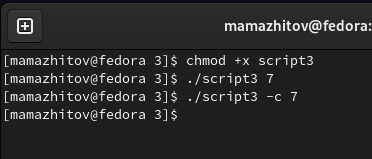 mamazhitov@fedora:
[mamazhitov@fedora 3]$ chmod +x script3
[mamazhitov@fedora 3]$ ./script3 7
[mamazhitov@fedora 3]$ ./script3 -c 7
[mamazhitov@fedora 3]$